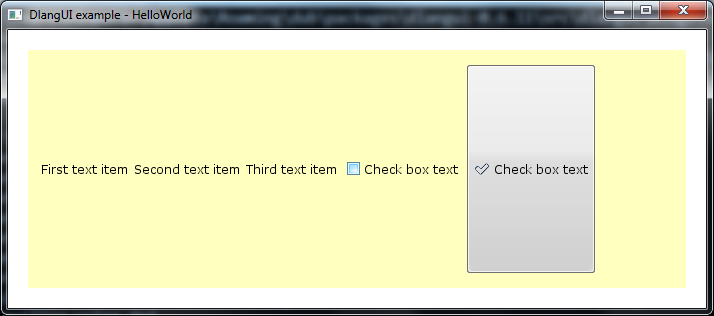 DlangUI example - HelloWorld
First text item Second text item Third text item Check box text Check box text